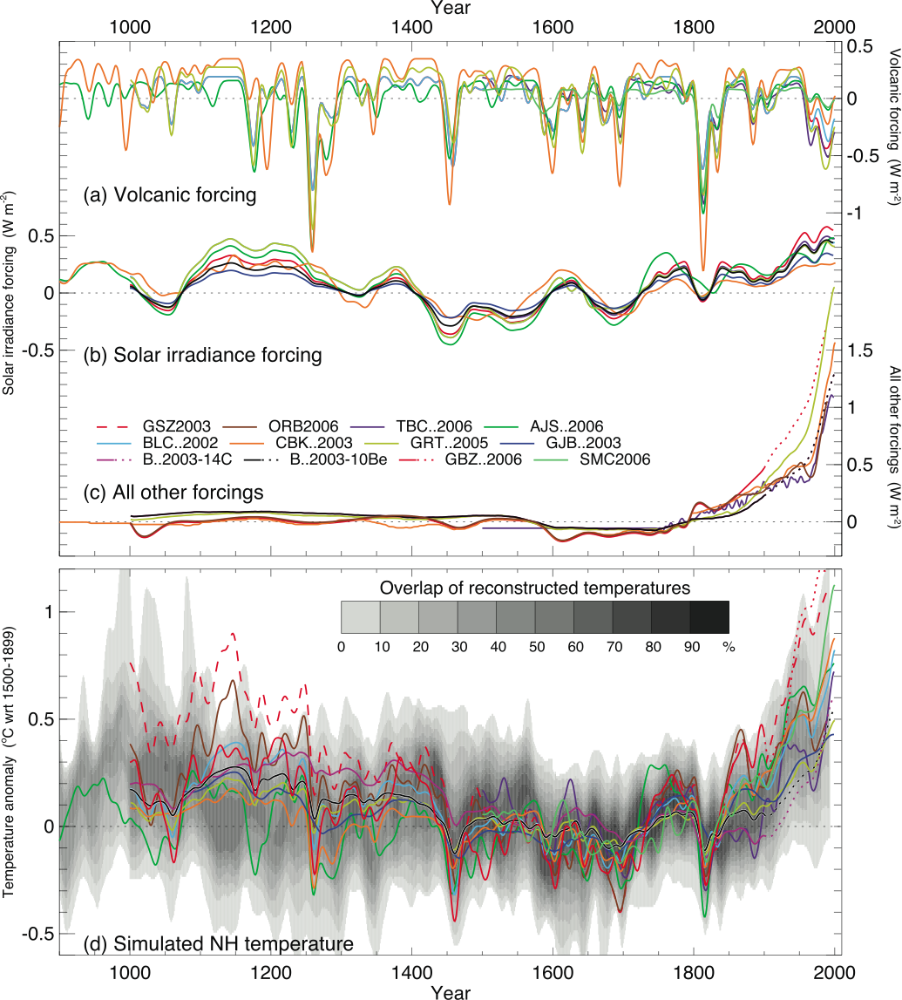 Year
1000 1200 1400 1600 1800 2000
0.5
0
-0.5
-1
Volcanic forcing (W m-2)
(a) Volcanic forcing
Solar irradiance forcing (W m-2)
0.5
0
-0.5
(b) Solar irradiance forcing
1.5
1
0.5
0
All other forcings (W m-2)
GSZ2003 ORB2006 TBC..2006 AJS..2006
BLC..2002 CBK..2003 GRT..2005 GJB..2003
B..2003-14C B..2003-10Be GBZ..2006 SMC2006
(c) All other forcings
Overlap of reconstructed temperatures
0 10 20 30 40 50 60 70 80 90 %
Temperature anomaly (°C wrt 1500-1899)
1
0.5
0
-0.5
(d) Simulated NH temperature
1000 1200 1400 1600 1800 2000
Year